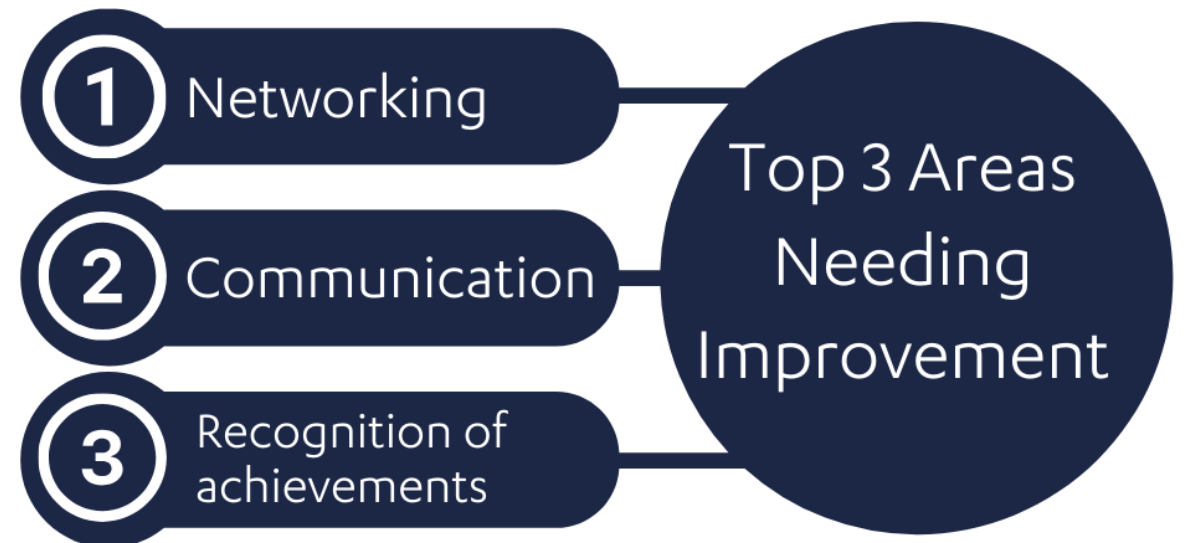 1 Networking
2 Communication
3 Recognition of
achievements
Top 3 Areas
Needing
Improvement